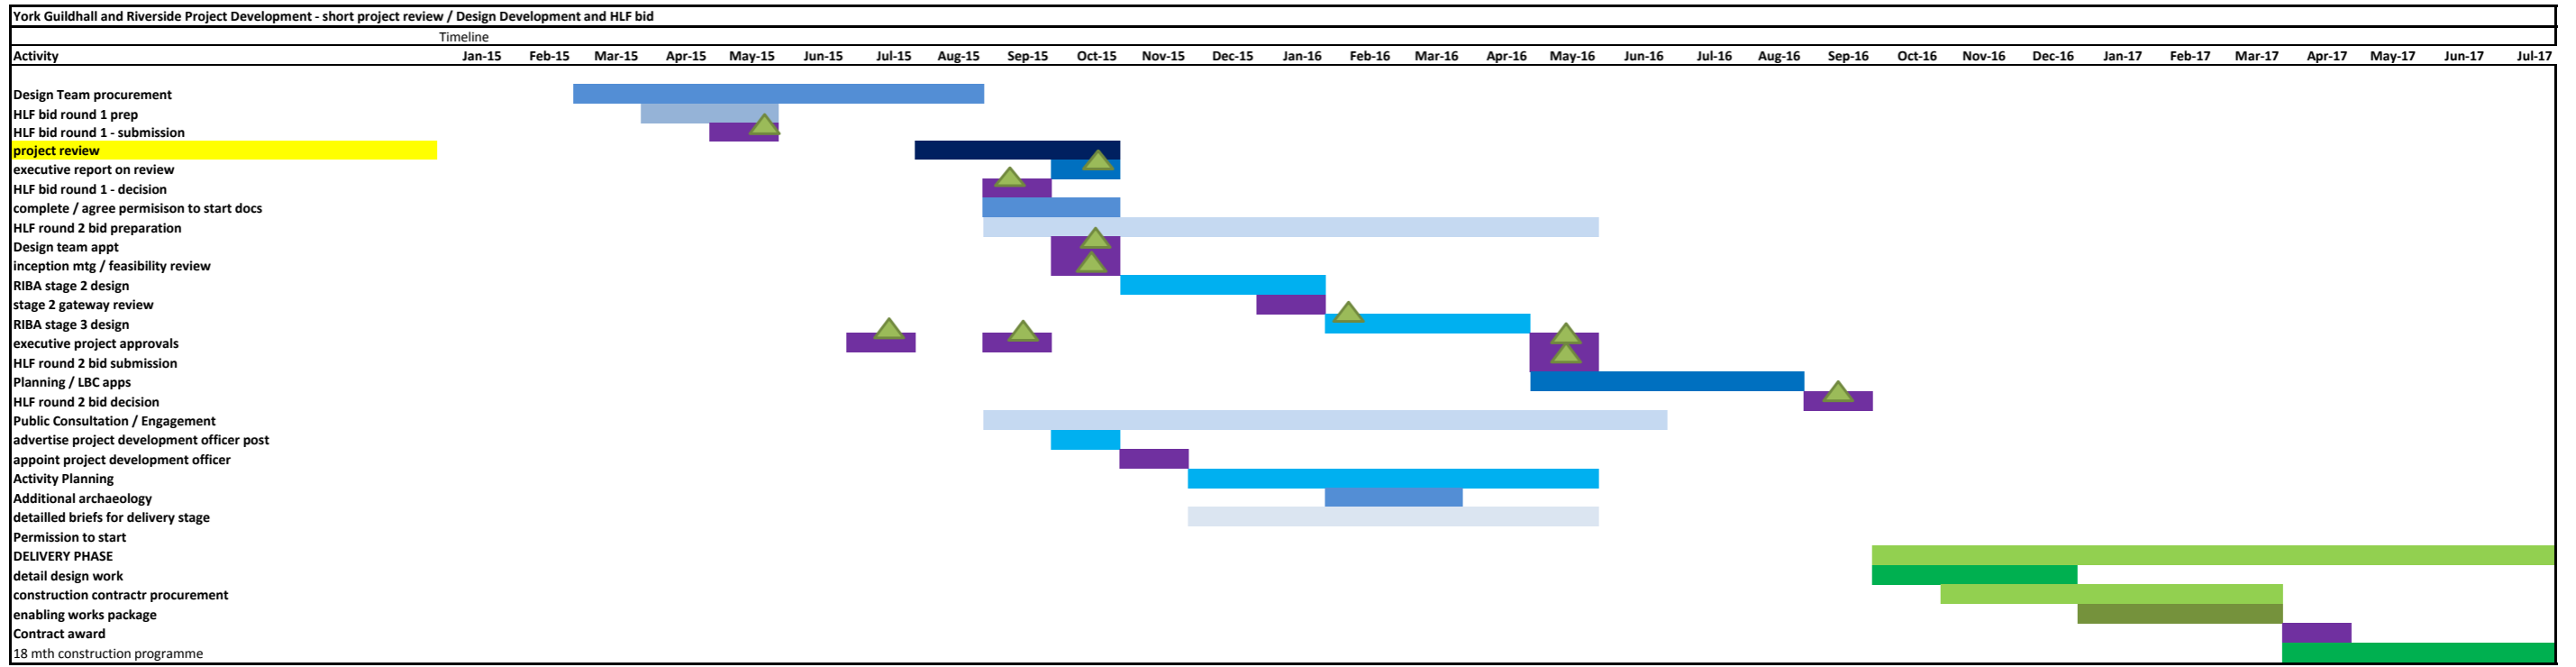 York Guildhall and Riverside Project Development - short project review / Design Development and HLF bid
Timeline
Activity Jan-15 Feb-15 Mar-15 Apr-15 May-15 Jun-15 Jul-15 Aug-15 Sep-15 Oct-15 Nov-15 Dec-15 Jan-16 Feb-16 Mar-16 Apr-16 May-16 Jun-16 Jul-16 Aug-16 Sep-16 Oct-16 Nov-16 Dec-16 Jan-17 Feb-17 Mar-17 Apr-17 May-17 Jun-17 Jul-17
Design Team procurement
HLF bid round 1 prep
HLF bid round 1 - submission
project review
executive report on review
HLF bid round 1 - decision
complete / agree permisison to start docs
HLF round 2 bid preparation
Design team appt
inception mtg / feasibility review
RIBA stage 2 design
stage 2 gateway review
RIBA stage 3 design
executive project approvals
HLF round 2 bid submission
Planning / LBC apps
HLF round 2 bid decision
Public Consultation / Engagement
advertise project development officer post
appoint project development officer
Activity Planning
Additional archaeology
detailled briefs for delivery stage
Permission to start
DELIVERY PHASE
detail design work
construction contractr procurement
enabling works package
Contract award
18 mth construction programme